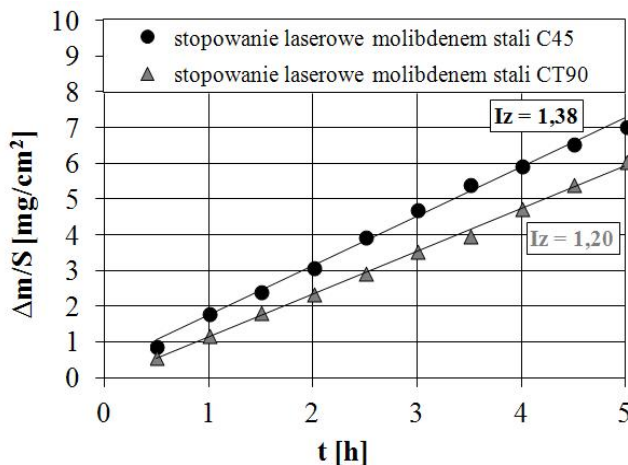 10
9
8
7
6
5
4
3
2
1
0
Δm/S [mg/cm²]
stopowanie laserowe molibdenem stali C45
stopowanie laserowe molibdenem stali CT90
Iz = 1,38
Iz = 1,20
0 1 2 3 4 5
t [h]